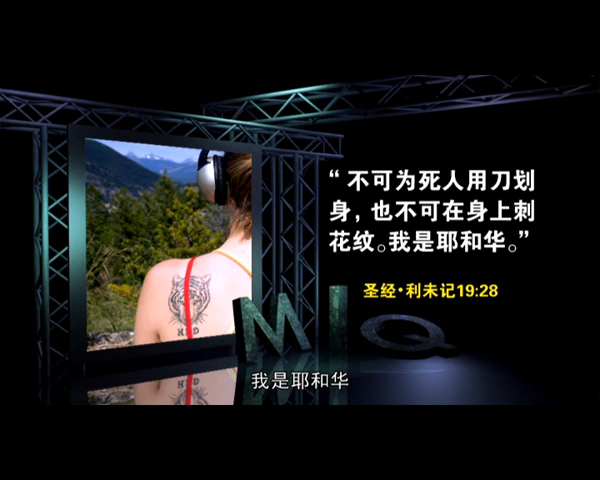 “不可为死人用刀划
身，也不可在身上刺
花纹。我是耶和华。”
圣经·利未记19:28
MIQ
我是耶和华